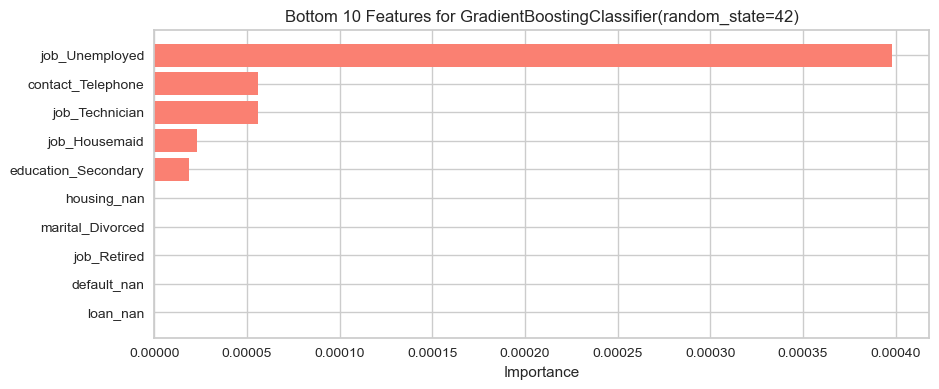 Bottom 10 Features for GradientBoostingClassifier(random_state=42)
job_Unemployed
contact_Telephone
job_Technician
job_Housemaid
education_Secondary
housing_nan
marital_Divorced
job_Retired
default_nan
loan_nan
0.00000 0.00005 0.00010 0.00015 0.00020 0.00025 0.00030 0.00035 0.00040
Importance